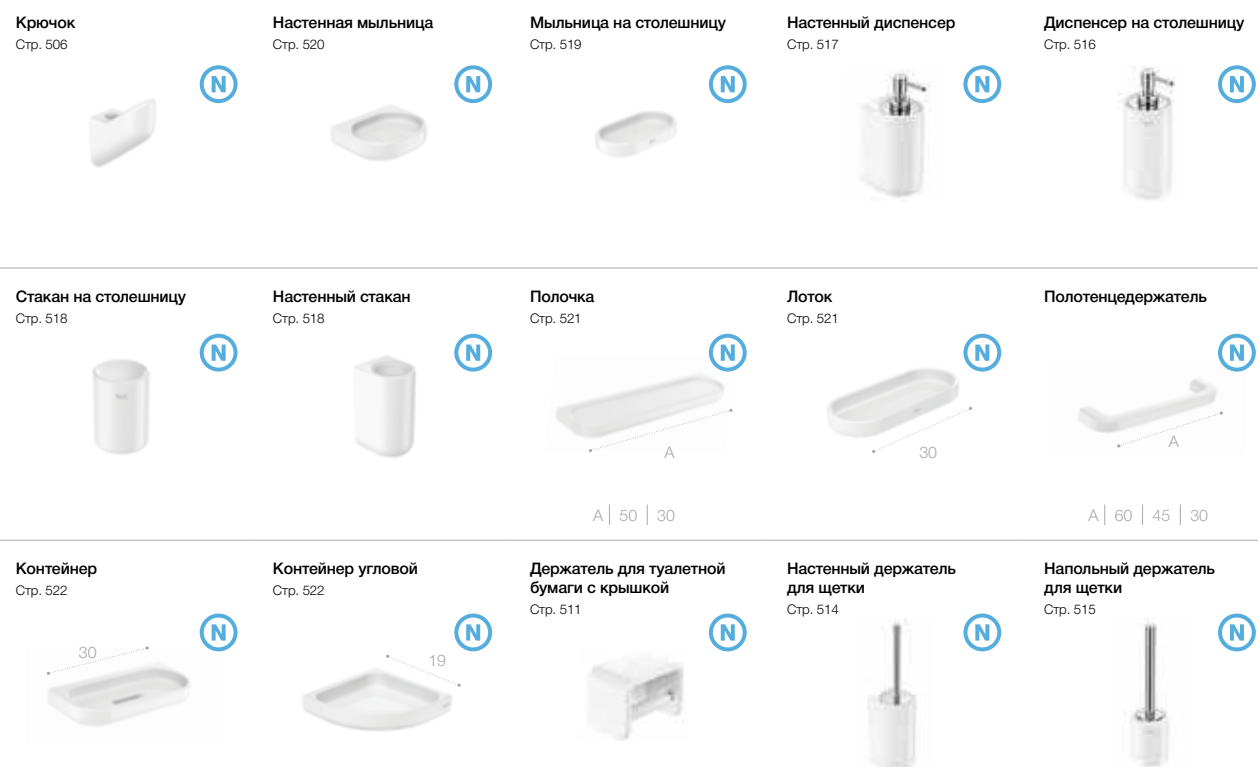 Крючок
Стр. 506
N
Настенная мыльница
Стр. 520
N
Мыльница на столешницу
Стр. 519
N
Настенный диспенсер
Стр. 517
N
Диспенсер на столешницу
Стр. 516
N
Стакан на столешницу
Стр. 518
N
Настенный стакан
Стр. 518
N
Полочка
Стр. 521
N
A
A | 50 | 30
Лоток
Стр. 521
N
30
Полотенцедержатель
N
A
A | 60 | 45 | 30
Контейнер
Стр. 522
N
30
Контейнер угловой
Стр. 522
N
19
Держатель для туалетной
бумаги с крышкой
Стр. 511
N
Настенный держатель
для щетки
Стр. 514
N
Напольный держатель
для щетки
Стр. 515
N